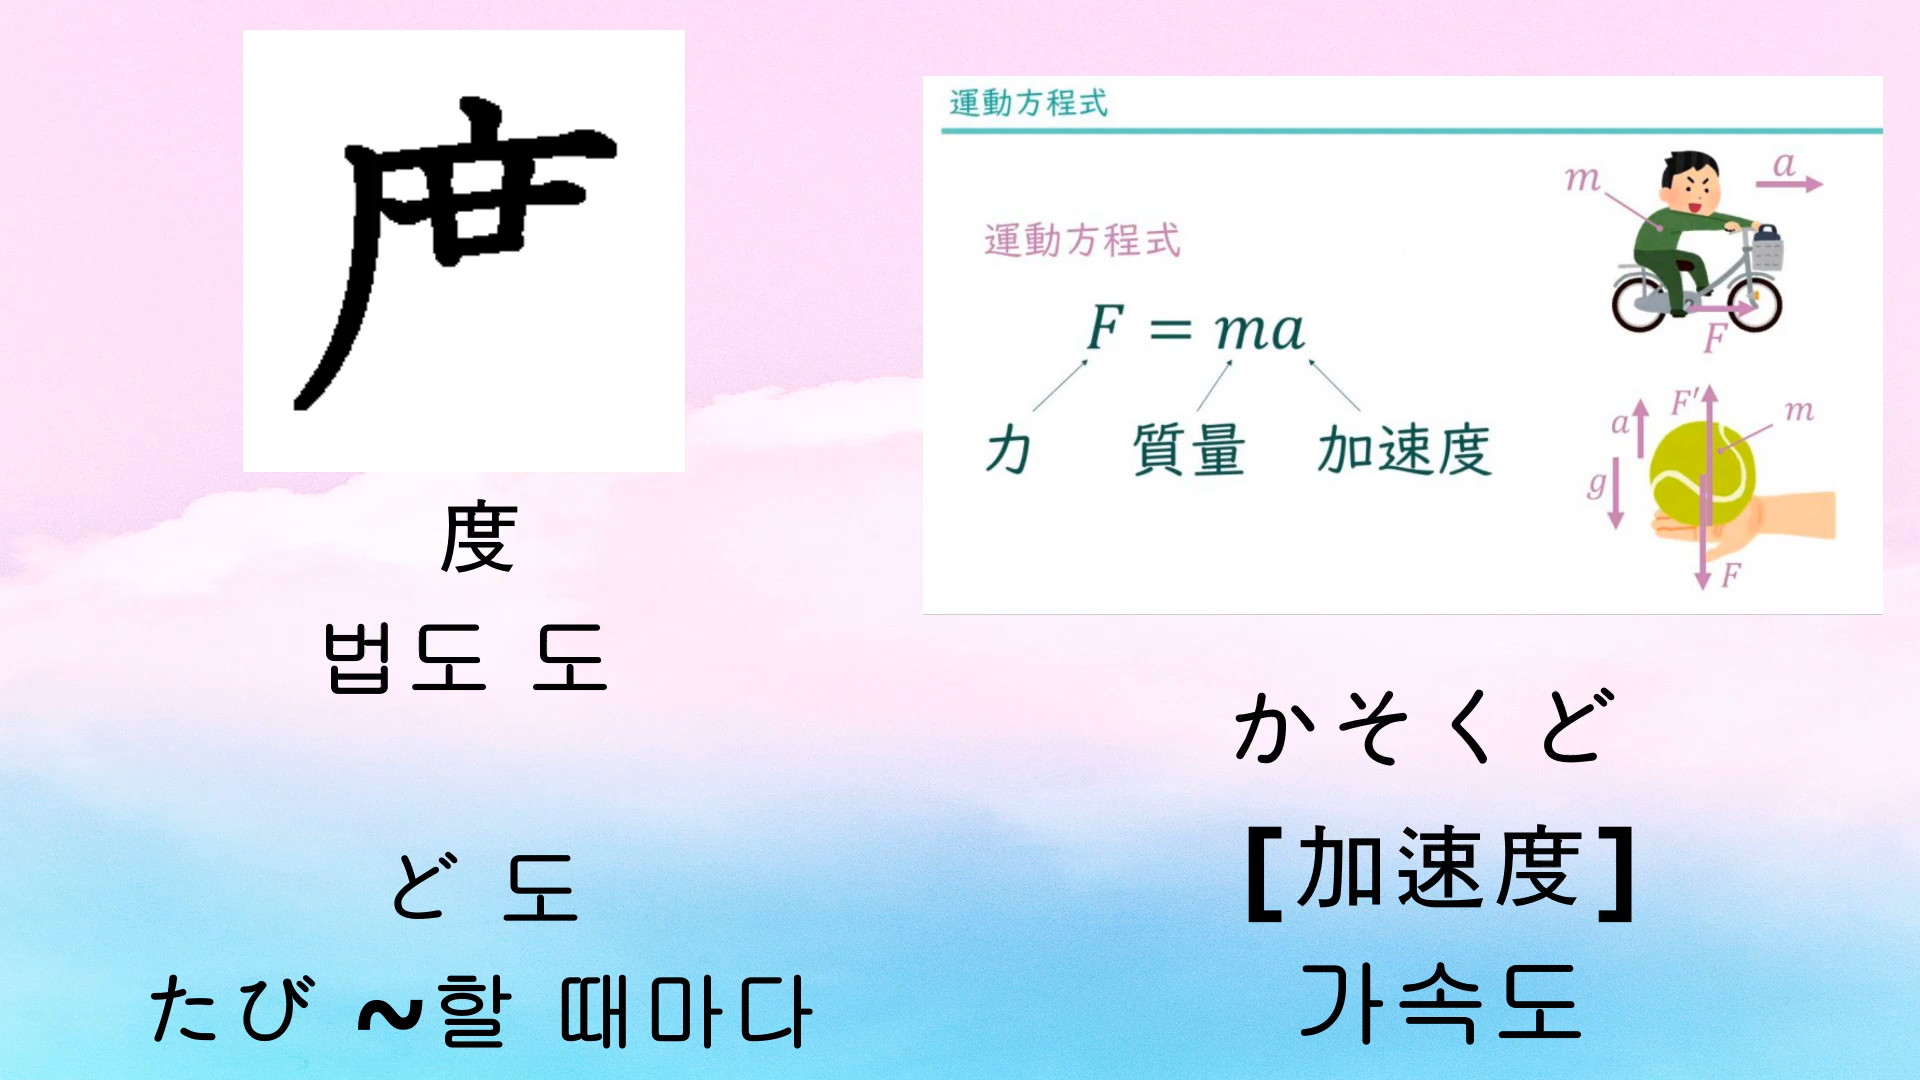 度
법도 도
ど 도
たび ~할 때마다
運動方程式
運動方程式
F = ma
力 質量 加速度
m
a
F
a
F'
m
g
F
かそくど
[加速度]
가속도